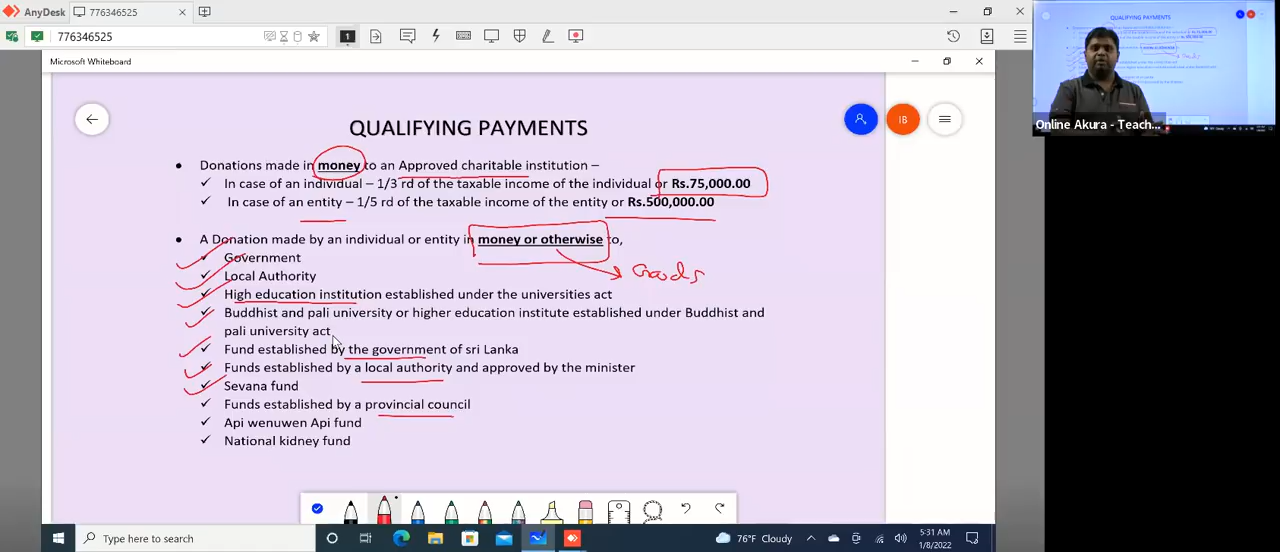 AnyDesk
776346525
776346525
1
Microsoft Whiteboard
IB
QUALIFYING PAYMENTS
Donations made in money to an Approved charitable institution –
In case of an individual – 1/3 rd of the taxable income of the individual or Rs.75,000.00
In case of an entity – 1/5 rd of the taxable income of the entity or Rs.500,000.00
A Donation made by an individual or entity in money or otherwise to,
Government
Local Authority
Goods
High education institution established under the universities act
Buddhist and pali university or higher education institute established under Buddhist and
pali university act
Fund established by the government of sri Lanka
Funds established by a local authority and approved by the minister
Sevana fund
Funds established by a provincial council
Api wenuwen Api fund
National kidney fund
Type here to search
76°F Cloudy
5:31 AM
1/8/2022
QUALIFYING PAYMENTS
Online Akura - Teach...